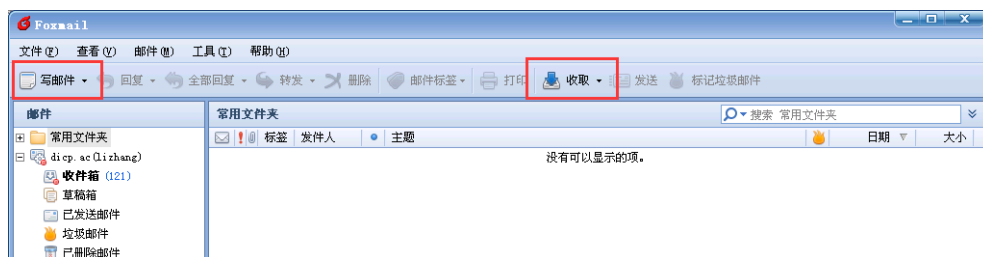 Foxmail
文件(F) 查看(V) 邮件(M) 工具(T) 帮助(H)
写邮件 回复 全部回复 转发 删除 邮件标签 打印 收取 发送 标记垃圾邮件
邮件 常用文件夹 搜索 常用文件夹
常用文件夹 标签 发件人 主题 日期 大小
dicp.ac(lizhang) 没有可以显示的项。
收件箱 (121)
草稿箱
已发送邮件
垃圾邮件
已删除邮件